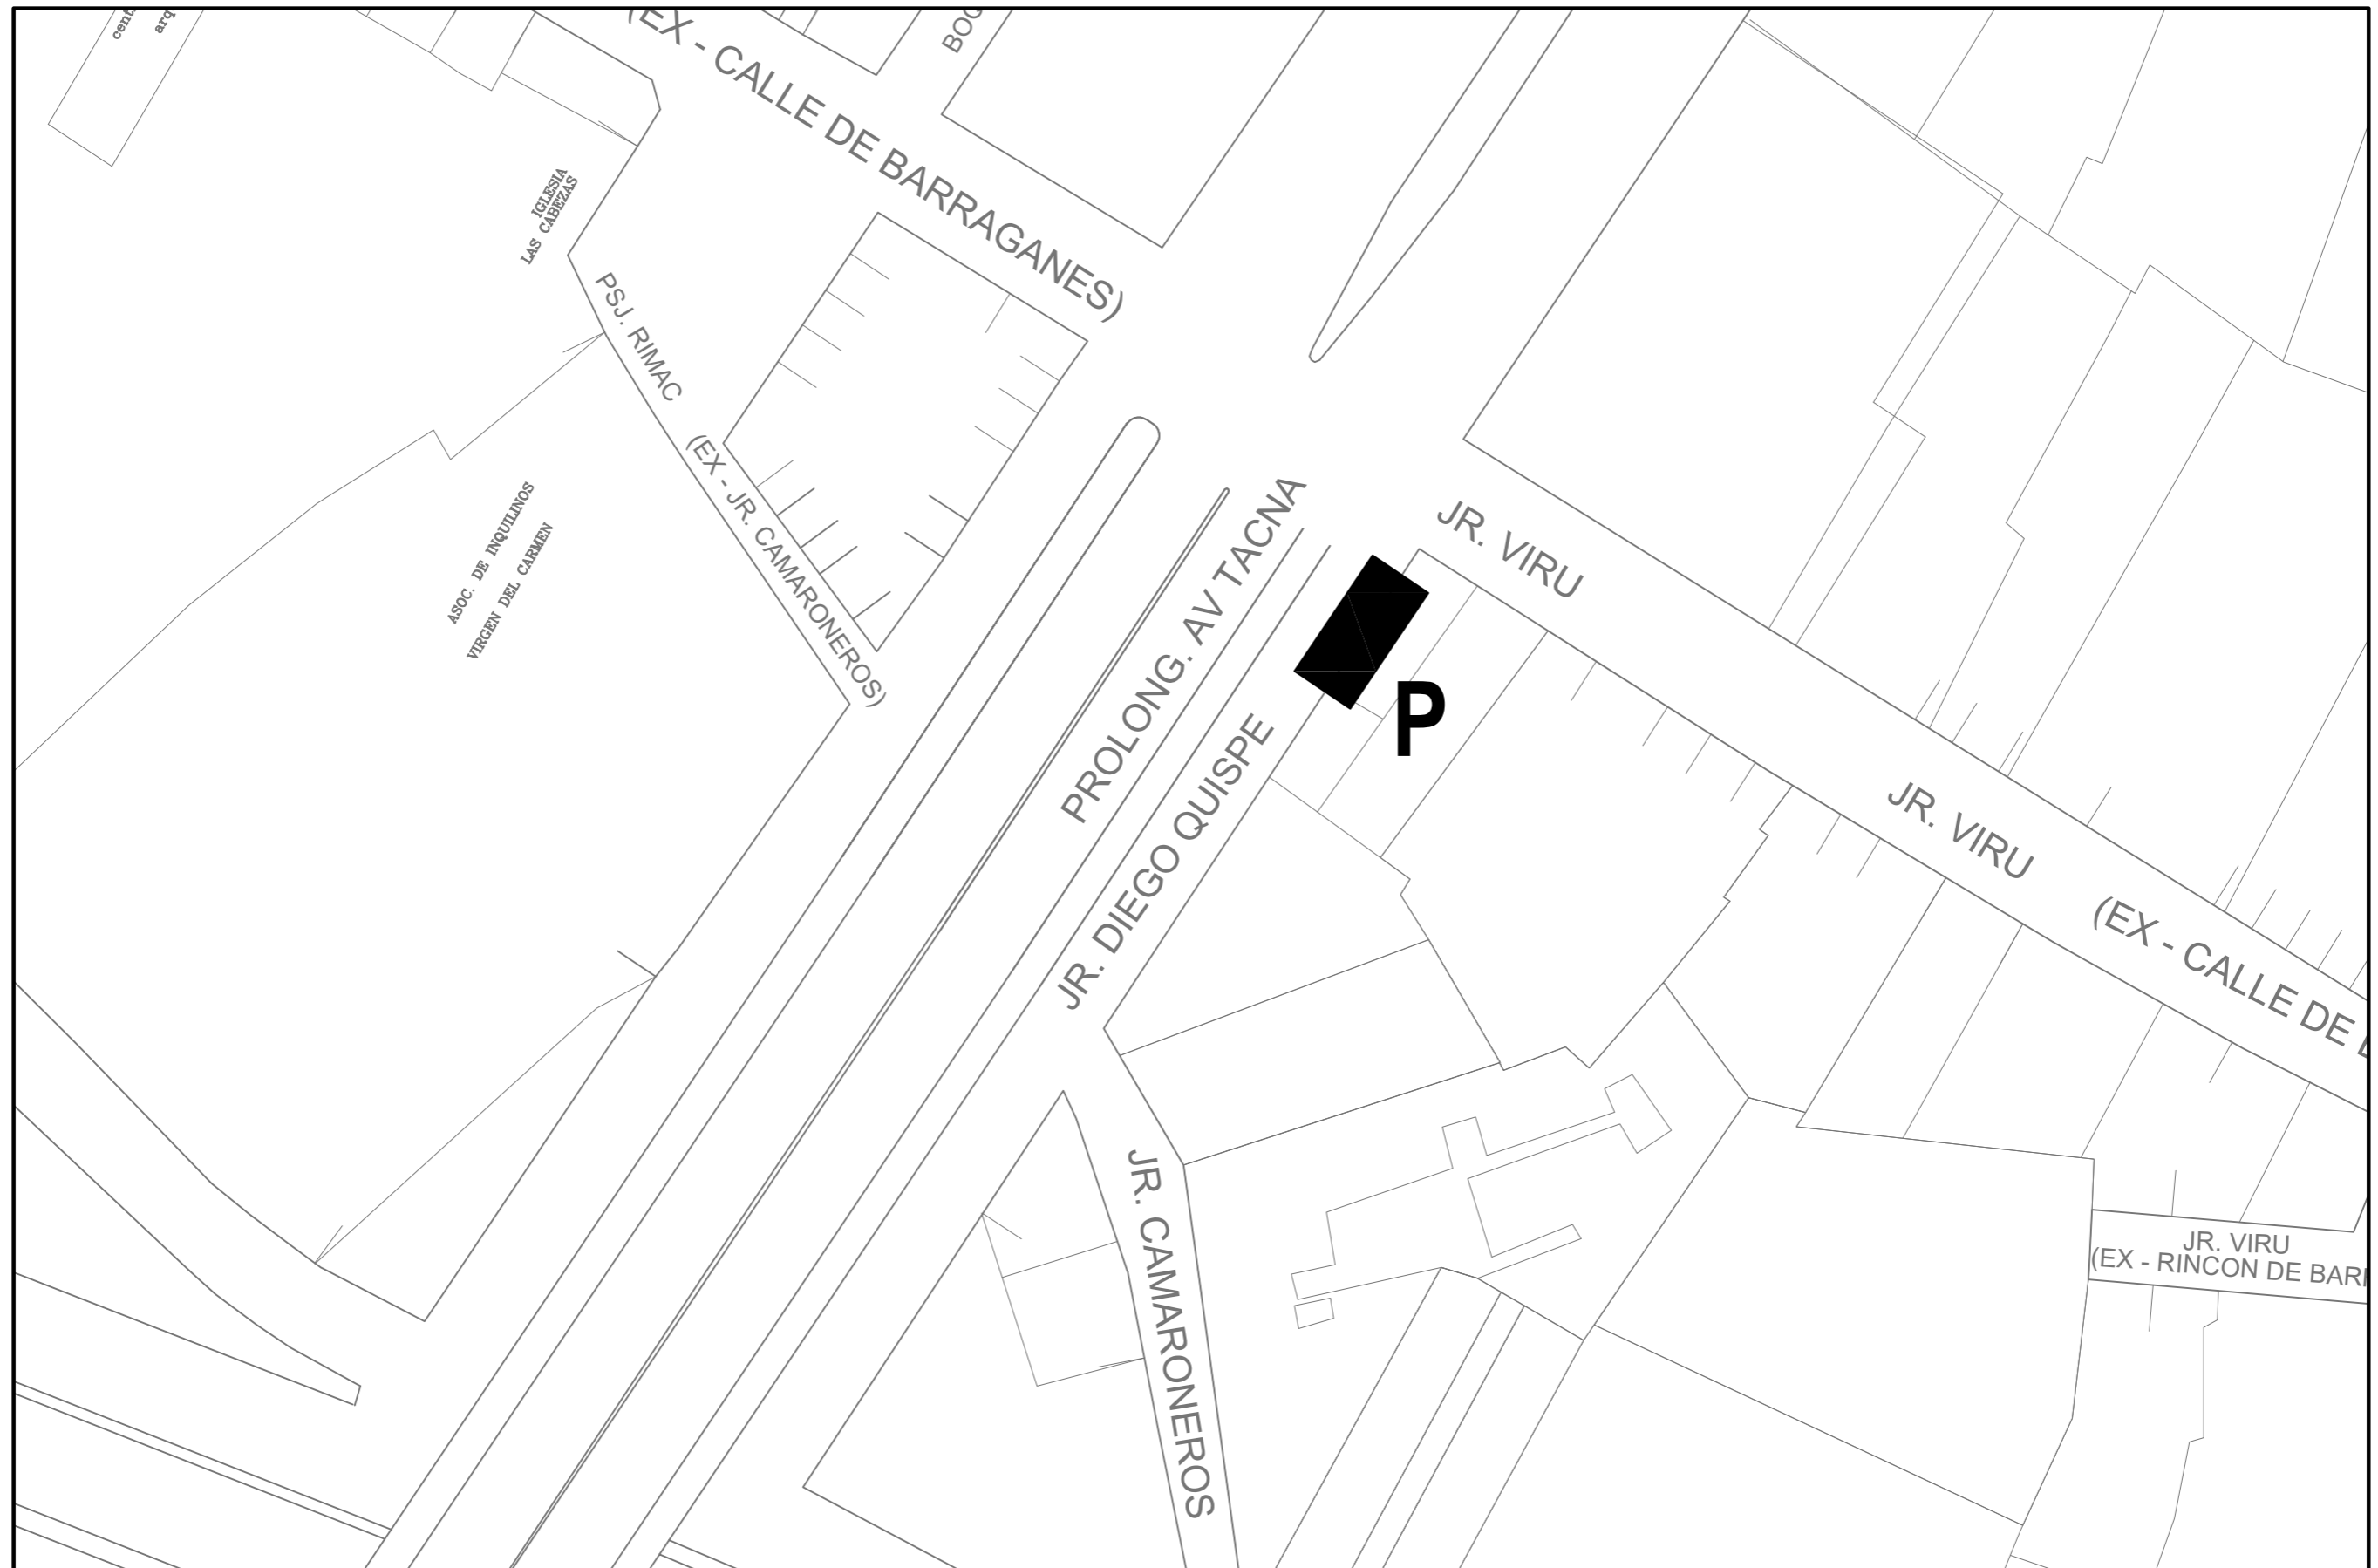 (EX - CALLE DE BARRAGANES)
IGLESIA
LAS CABEZAS
PSJ. RIMAC
(EX - JR. CAMARONEROS)
ASOC. DE INQUILINOS
VIRGEN DEL CARMEN
PROLONG. AV TACNA
JR. VIRU
P
JR. DIEGO QUISPE
JR. VIRU
(EX - CALLE DE
JR. CAMARONEROS
JR. VIRU
(EX - RINCON DE